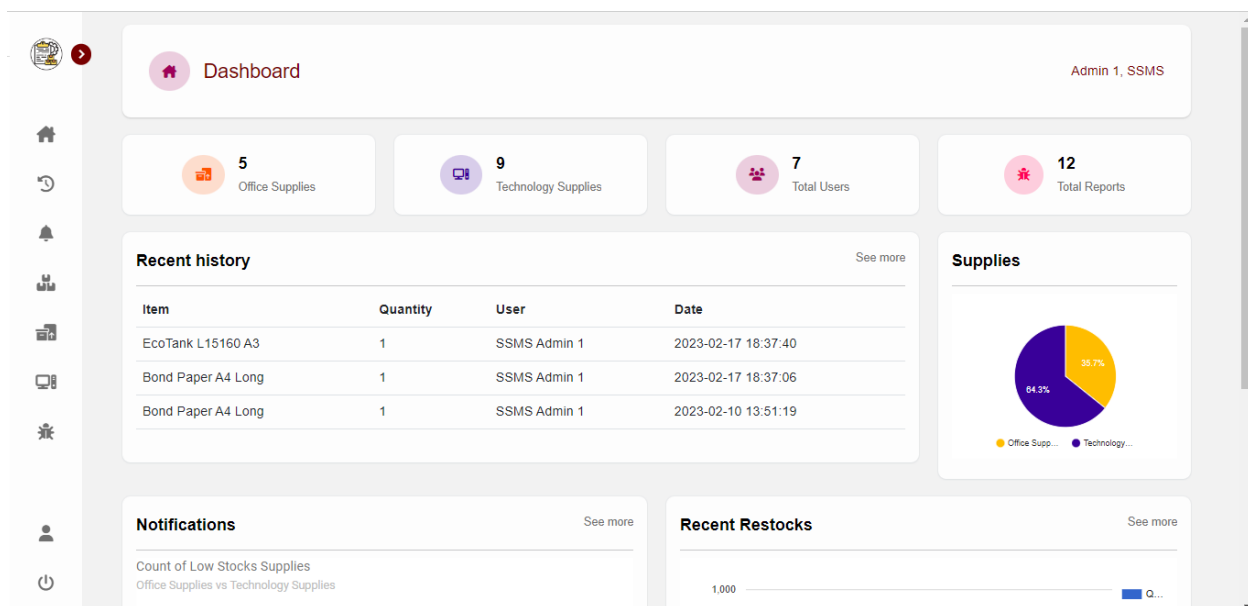 Dashboard
Admin 1, SSMS
5
Office Supplies
9
Technology Supplies
7
Total Users
12
Total Reports
Recent history
See more
Item Quantity User Date
EcoTank L15160 A3 1 SSMS Admin 1 2023-02-17 18:37:40
Bond Paper A4 Long 1 SSMS Admin 1 2023-02-17 18:37:06
Bond Paper A4 Long 1 SSMS Admin 1 2023-02-10 13:51:19
Supplies
35.7%
64.3%
Office Supp...
Technology...
Notifications
See more
Count of Low Stocks Supplies
Office Supplies vs Technology Supplies
Recent Restocks
See more
1,000
Q...